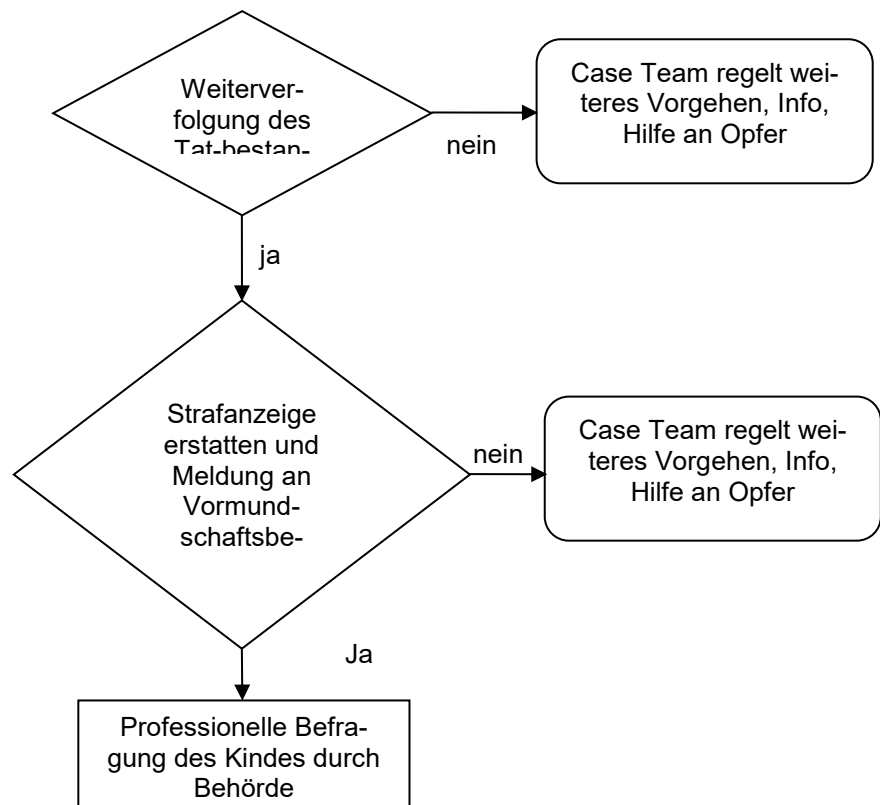 Weiterver-
folgung des
Tat-bestan-
nein
Case Team regelt wei-
teres Vorgehen, Info,
Hilfe an Opfer
ja
Strafanzeige
erstatten und
Meldung an
Vormund-
schaftsbe-
nein
Case Team regelt wei-
teres Vorgehen, Info,
Hilfe an Opfer
Ja
Professionelle Befra-
gung des Kindes durch
Behörde